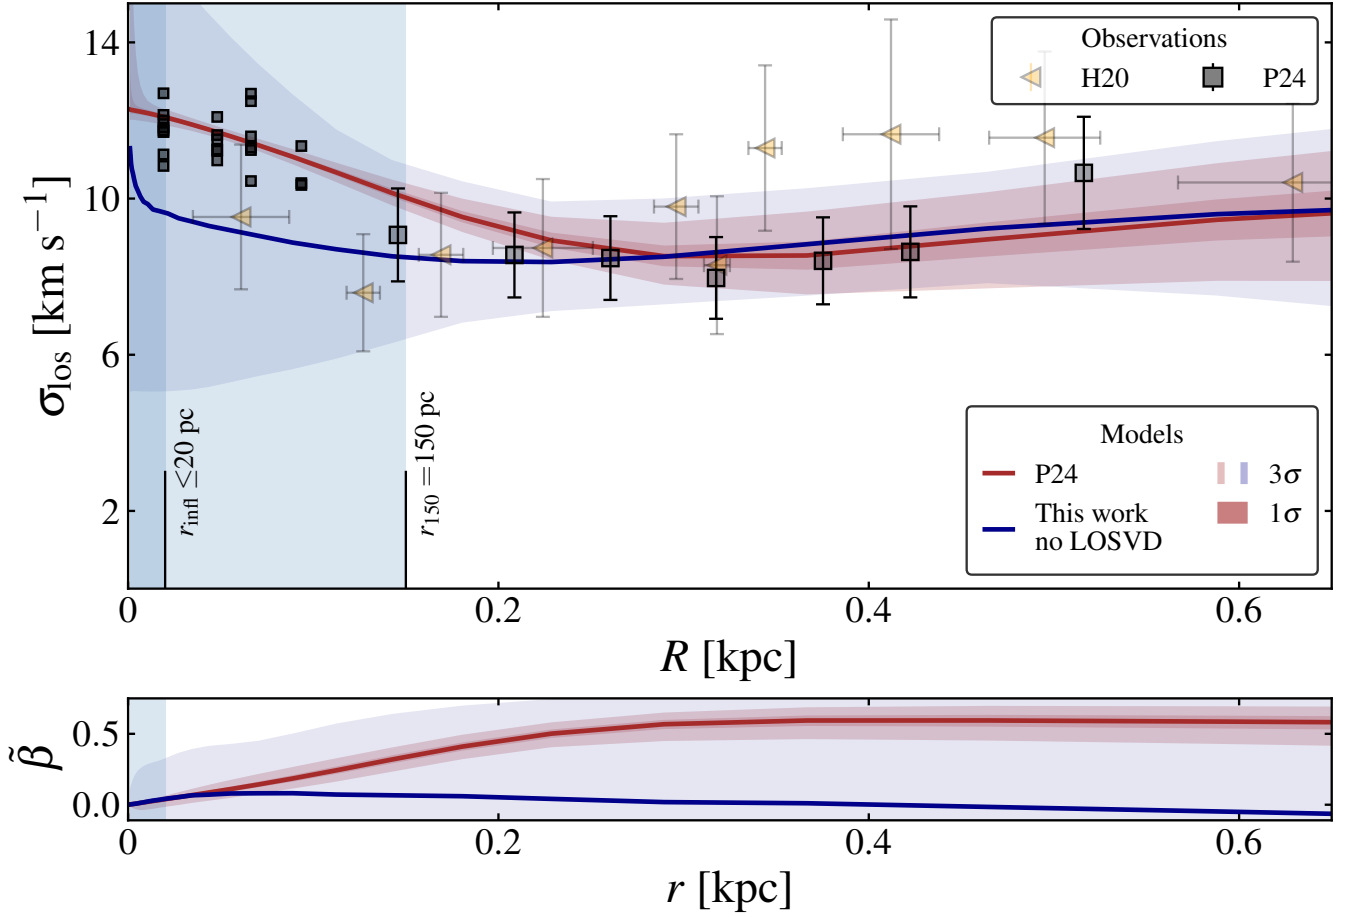 14
10
6
2
σlos [km s−1]
Observations
H20
P24
rinfl ≤20 pc
r150 = 150 pc
Models
P24
This work
no LOSVD
3σ
1σ
0
0.2
0.4
0.6
R [kpc]
0.5
0.0
β̃
0
0.2
0.4
0.6
r [kpc]